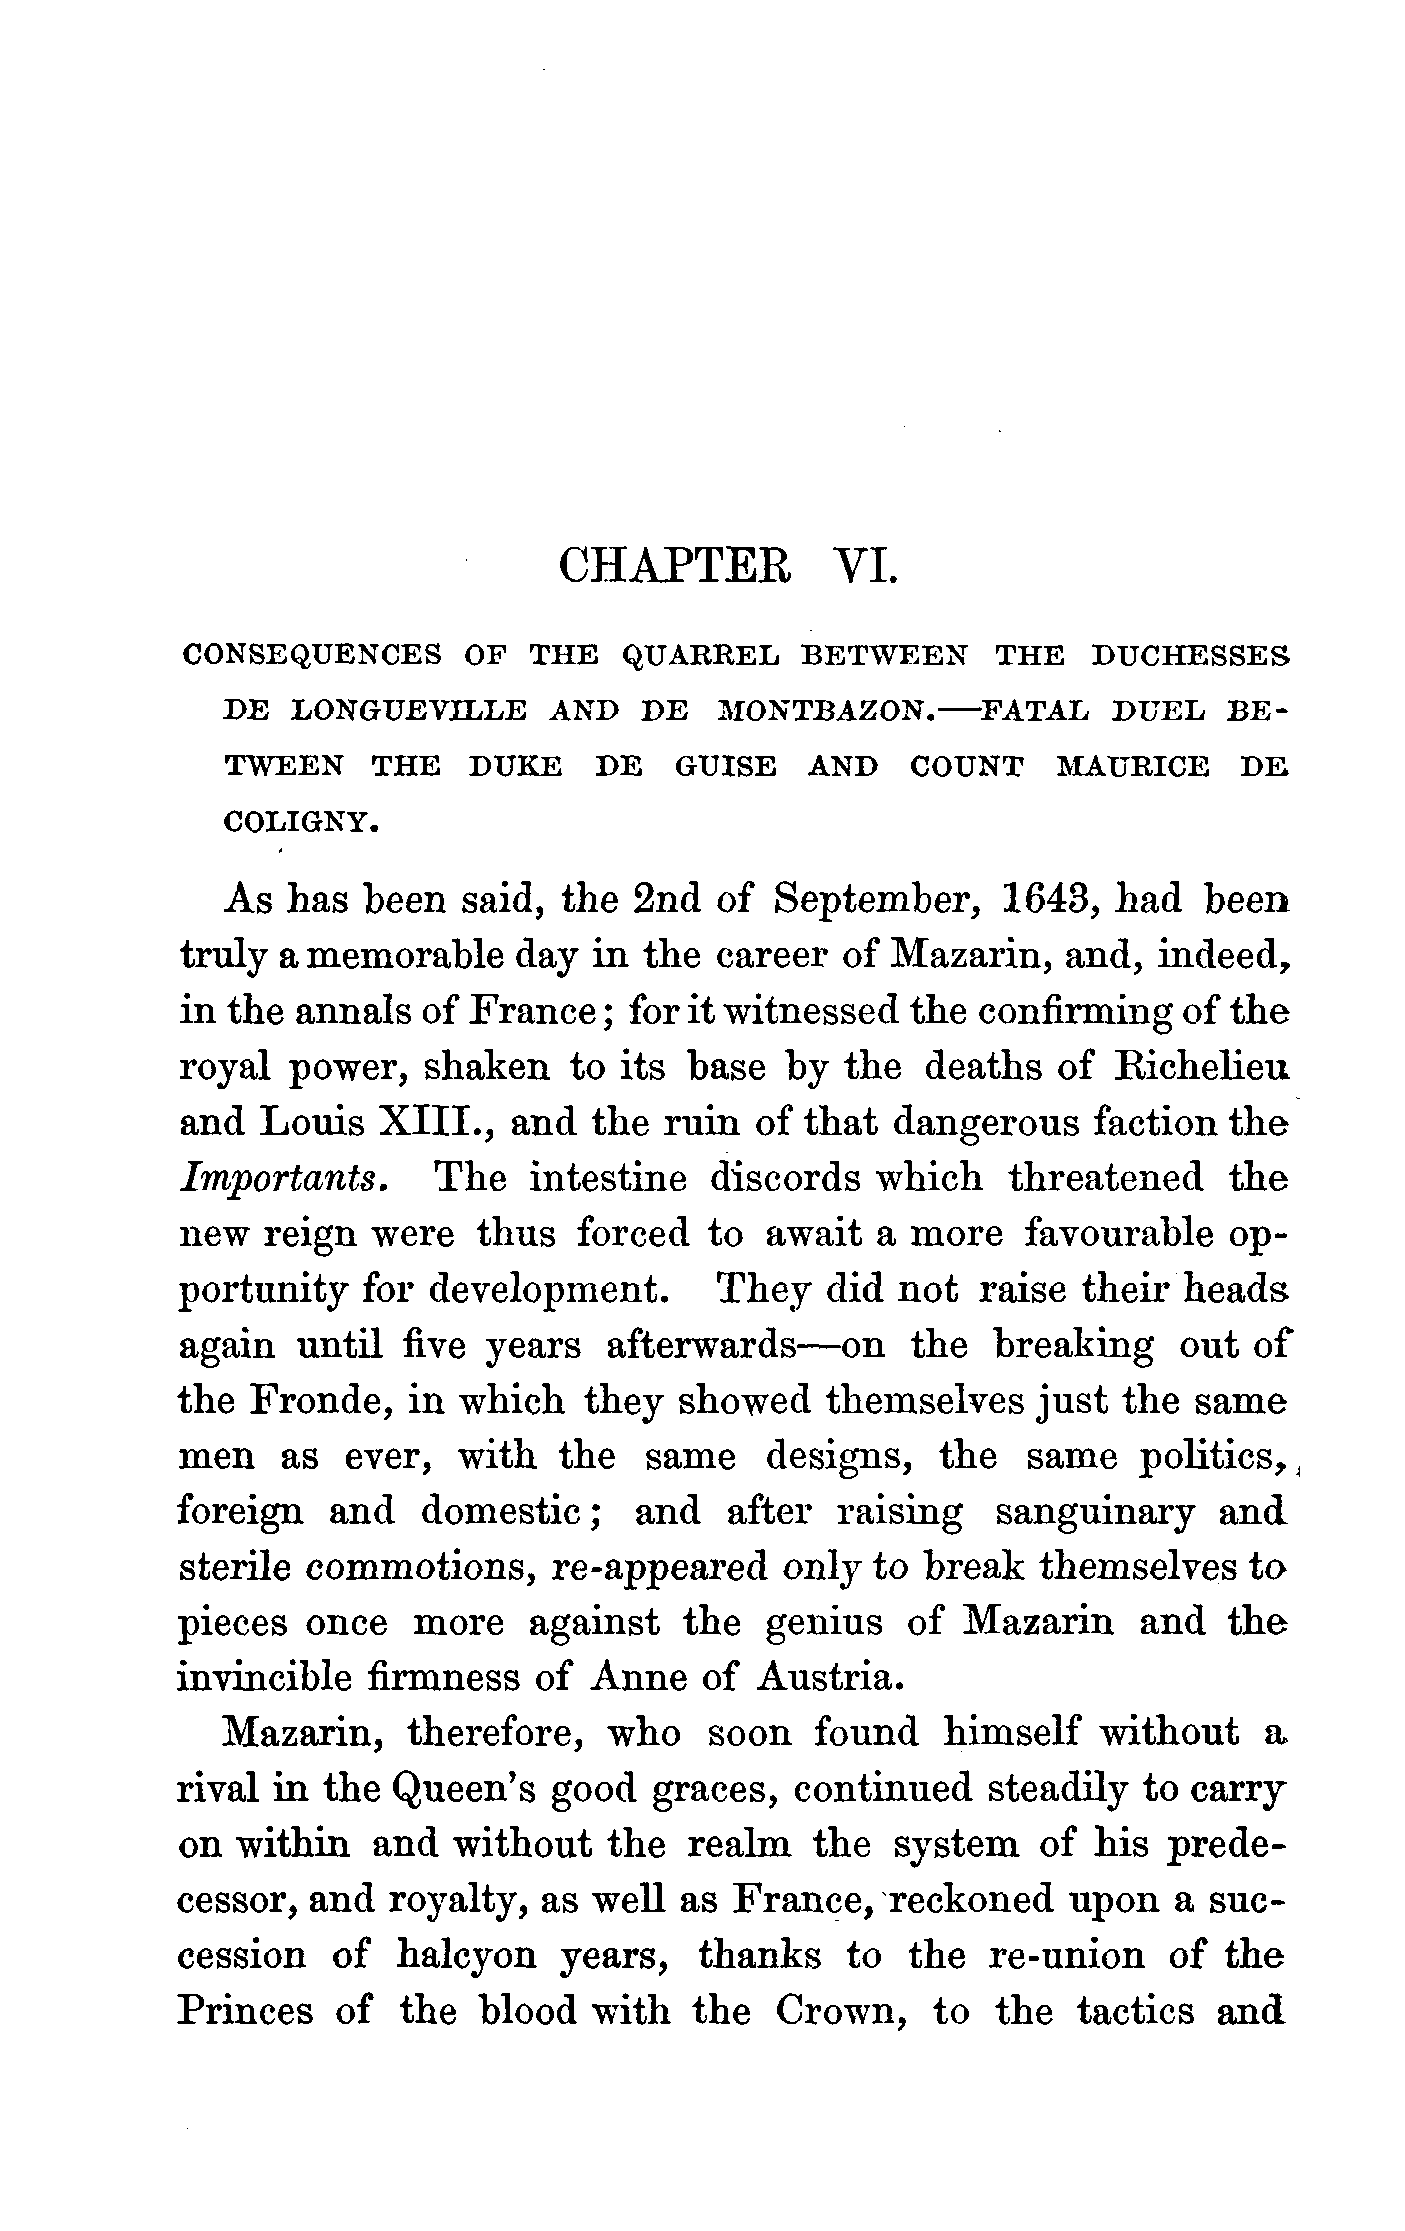 CHAPTER VI.
CONSEQUENCES OF THE QUARREL BETWEEN THE DUCHESSES
DE LONGUEVILLE AND DE MONTBAZON.—FATAL DUEL BE-
TWEEN THE DUKE DE GUISE AND COUNT MAURICE DE
COLIGNY.
As has been said, the 2nd of September, 1643, had been
truly a memorable day in the career of Mazarin, and, indeed,
in the annals of France; for it witnessed the confirming of the
royal power, shaken to its base by the deaths of Richelieu
and Louis XIII., and the ruin of that dangerous faction the
Importants. The intestine discords which threatened the
new reign were thus forced to await a more favourable op-
portunity for development. They did not raise their heads
again until five years afterwards—on the breaking out of
the Fronde, in which they showed themselves just the same
men as ever, with the same designs, the same politics,
foreign and domestic; and after raising sanguinary and
sterile commotions, re-appeared only to break themselves to
pieces once more against the genius of Mazarin and the
invincible firmness of Anne of Austria.
Mazarin, therefore, who soon found himself without a
rival in the Queen's good graces, continued steadily to carry
on within and without the realm the system of his prede-
cessor, and royalty, as well as France, reckoned upon a suc-
cession of halcyon years, thanks to the re-union of the
Princes of the blood with the Crown, to the tactics and